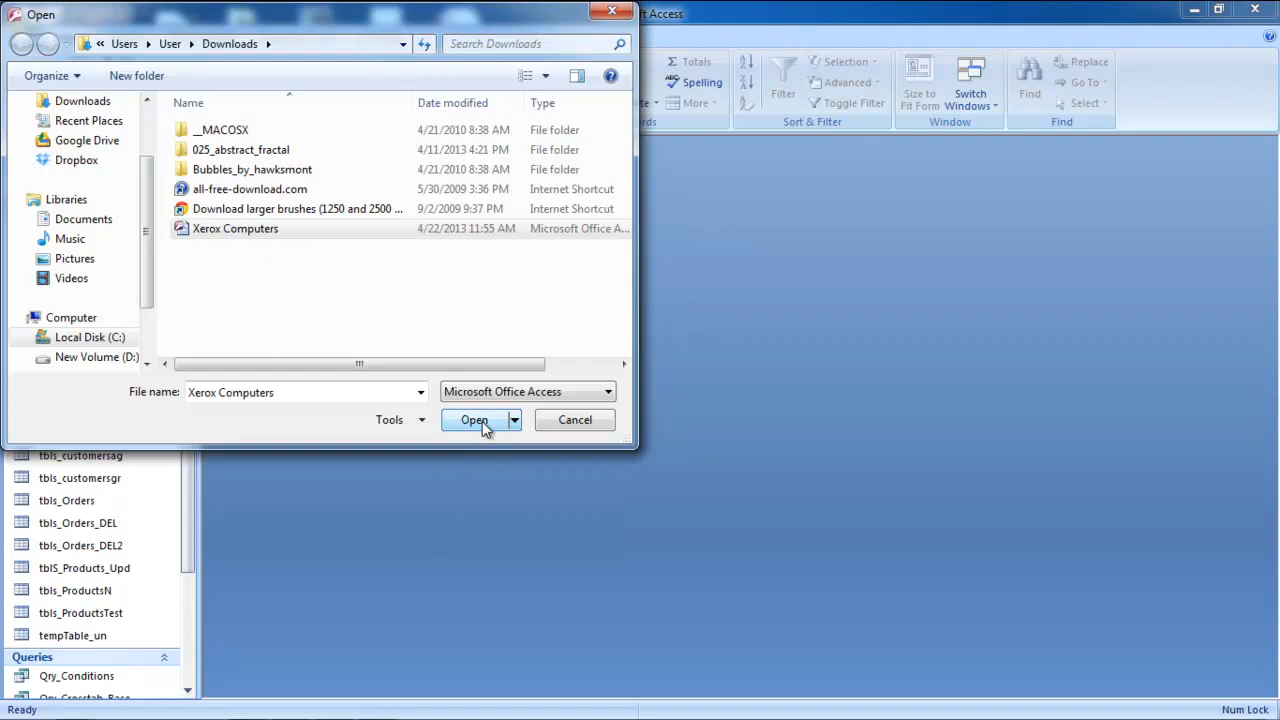 Open
ft Access
« Users User Downloads
Search Downloads
Organize
New folder
Name
Date modified
Type
Downloads
Recent Places
Google Drive
Dropbox
Libraries
Documents
Music
Pictures
Videos
Computer
Local Disk (C:)
New Volume (D:)
__MACOSX 4/21/2010 8:38 AM File folder
025_abstract_fractal 4/11/2013 4:21 PM File folder
Bubbles_by_hawksmont 4/21/2010 8:38 AM File folder
all-free-download.com 5/30/2009 3:36 PM Internet Shortcut
Download larger brushes (1250 and 2500 ... 9/2/2009 9:37 PM Internet Shortcut
Xerox Computers 4/22/2013 11:55 AM Microsoft Office A...
File name: Xerox Computers
Microsoft Office Access
Tools
Open
Cancel
Totals
Spelling
More
rds
Filter
Selection
Advanced
Toggle Filter
Sort & Filter
Size to
Fit Form
Switch
Windows
Window
Find
Replace
Go To
Select
Find
tbls_customersag
tbls_customersgr
tbls_Orders
tbls_Orders_DEL
tbls_Orders_DEL2
tblS_Products_Upd
tbls_ProductsN
tbls_ProductsTest
tempTable_un
Queries
Qry_Conditions
Qry_Crosstab_Base
Ready
Num Lock